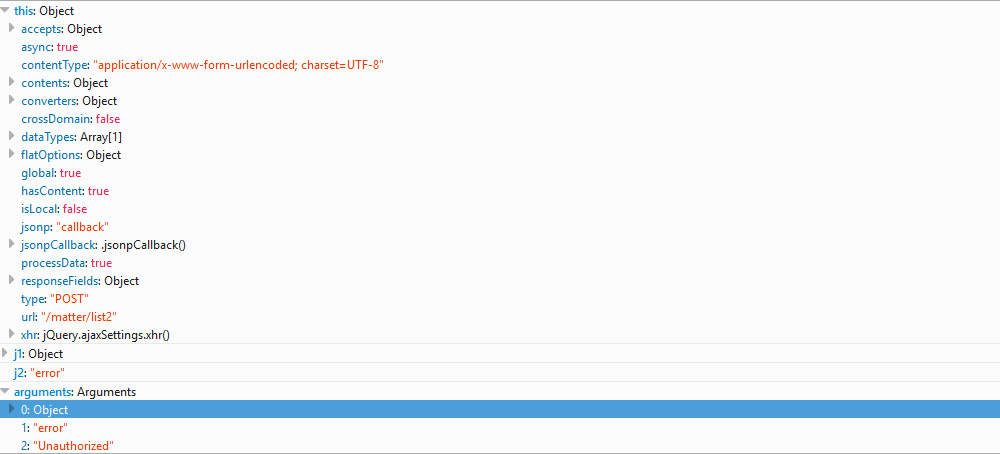 this: Object
accepts: Object
async: true
contentType: "application/x-www-form-urlencoded; charset=UTF-8"
contents: Object
converters: Object
crossDomain: false
dataTypes: Array[1]
flatOptions: Object
global: true
hasContent: true
isLocal: false
jsonp: "callback"
jsonpCallback: .jsonpCallback()
processData: true
responseFields: Object
type: "POST"
url: "/matter/list2"
xhr: jQuery.ajaxSettings.xhr()
j1: Object
j2: "error"
arguments: Arguments
0: Object
1: "error"
2: "Unauthorized"